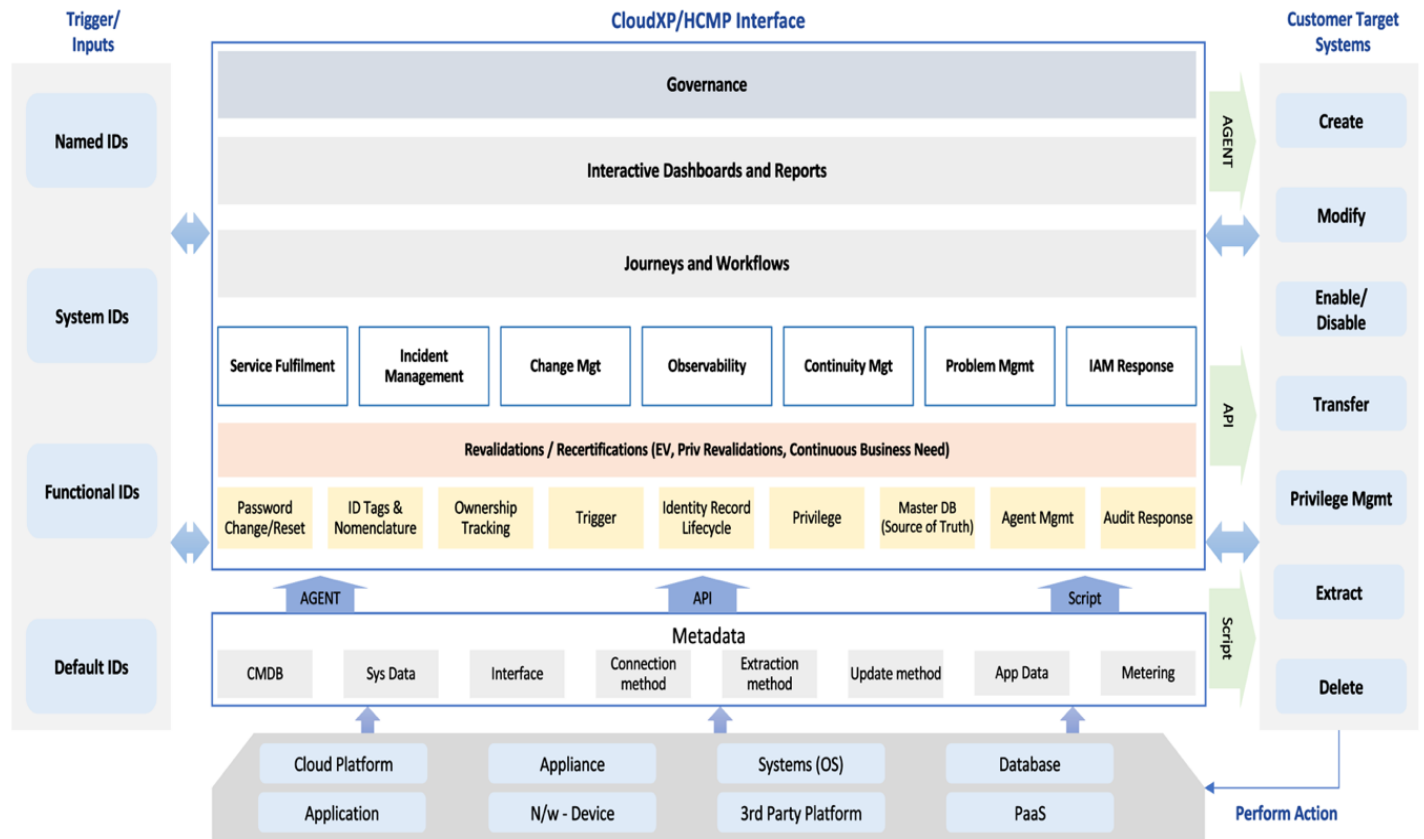 Trigger/
Inputs
CloudXP/HCMP Interface
Customer Target
Systems
Named IDs
System IDs
Functional IDs
Default IDs
Governance
Interactive Dashboards and Reports
Journeys and Workflows
Service Fulfilment
Incident
Management
Change Mgt
Observability
Continuity Mgt
Problem Mgmt
IAM Response
Revalidations / Recertifications (EV, Priv Revalidations, Continuous Business Need)
Password
Change/Reset
ID Tags &
Nomenclature
Ownership
Tracking
Trigger
Identity Record
Lifecycle
Privilege
Master DB
(Source of Truth)
Agent Mgmt
Audit Response
AGENT
API
Script
Metadata
CMDB
Sys Data
Interface
Connection
method
Extraction
method
Update method
App Data
Metering
Cloud Platform
Appliance
Systems (OS)
Database
Application
N/w - Device
3rd Party Platform
PaaS
AGENT
API
Script
Create
Modify
Enable/
Disable
Transfer
Privilege Mgmt
Extract
Delete
Perform Action